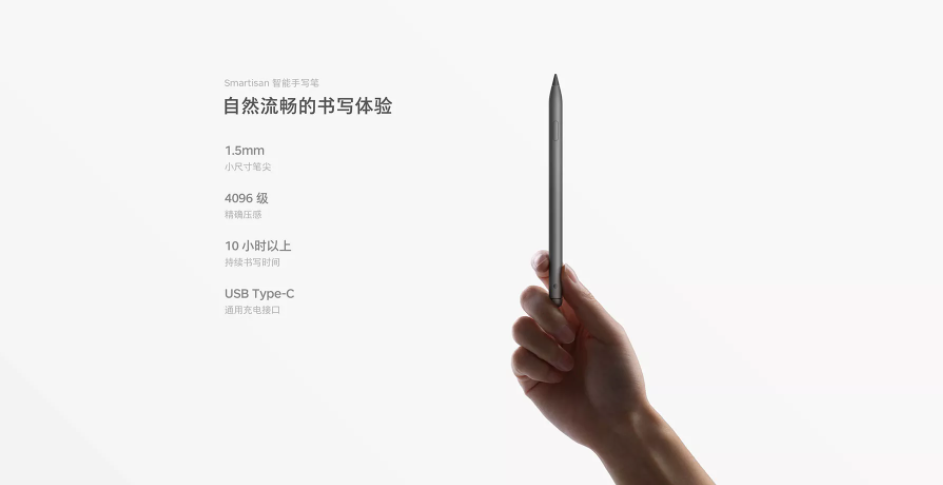 Smartisan 智能手写笔
自然流畅的书写体验
1.5mm
小尺寸笔尖
4096 级
精确压感
10 小时以上
持续书写时间
USB Type-C
通用充电接口